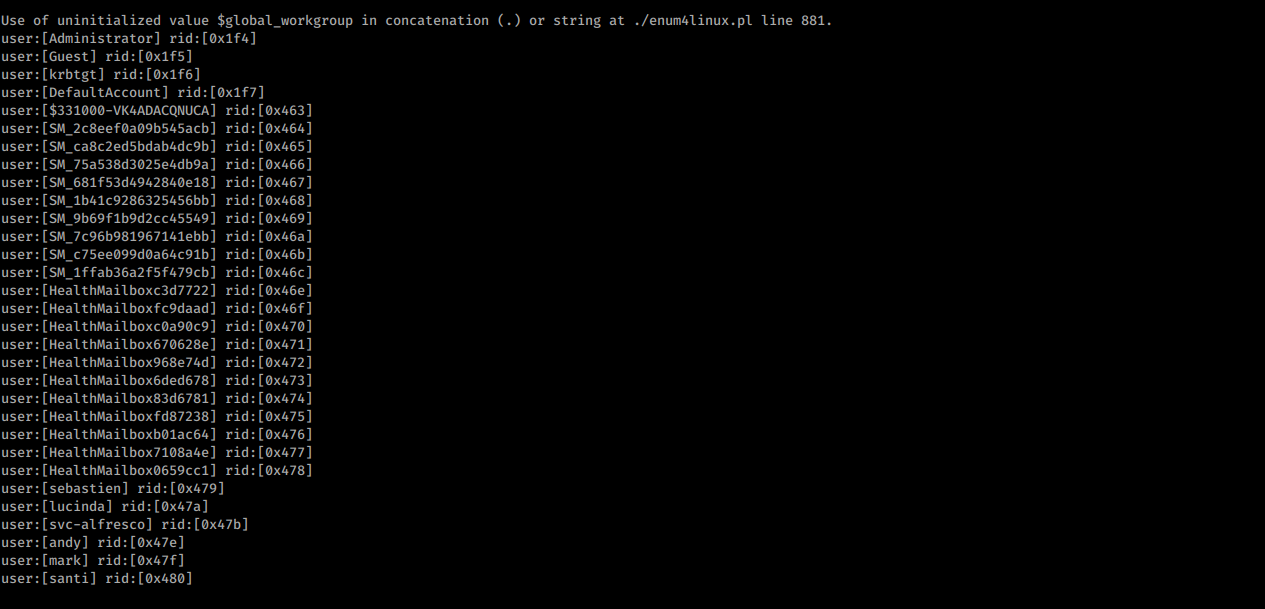 Use of uninitialized value $global_workgroup in concatenation (.) or string at ./enum4linux.pl line 881.
user:[Administrator] rid:[0x1f4]
user:[Guest] rid:[0x1f5]
user:[krbtgt] rid:[0x1f6]
user:[DefaultAccount] rid:[0x1f7]
user:[$331000-VK4ADACQNUCA] rid:[0x463]
user:[SM_2c8eef0a09b545acb] rid:[0x464]
user:[SM_ca8c2ed5bdab4dc9b] rid:[0x465]
user:[SM_75a538d3025e4db9a] rid:[0x466]
user:[SM_681f53d4942840e18] rid:[0x467]
user:[SM_1b41c9286325456bb] rid:[0x468]
user:[SM_9b69f1b9d2cc45549] rid:[0x469]
user:[SM_7c96b981967141ebb] rid:[0x46a]
user:[SM_c75ee099d0a64c91b] rid:[0x46b]
user:[SM_1ffab36a2f5f479cb] rid:[0x46c]
user:[HealthMailboxc3d7722] rid:[0x46e]
user:[HealthMailboxfc9daad] rid:[0x46f]
user:[HealthMailboxc0a90c9] rid:[0x470]
user:[HealthMailbox670628e] rid:[0x471]
user:[HealthMailbox968e74d] rid:[0x472]
user:[HealthMailbox6ded678] rid:[0x473]
user:[HealthMailbox83d6781] rid:[0x474]
user:[HealthMailboxfd87238] rid:[0x475]
user:[HealthMailboxb01ac64] rid:[0x476]
user:[HealthMailbox7108a4e] rid:[0x477]
user:[HealthMailbox0659cc1] rid:[0x478]
user:[sebastien] rid:[0x479]
user:[lucinda] rid:[0x47a]
user:[svc-alfresco] rid:[0x47b]
user:[andy] rid:[0x47e]
user:[mark] rid:[0x47f]
user:[santi] rid:[0x480]